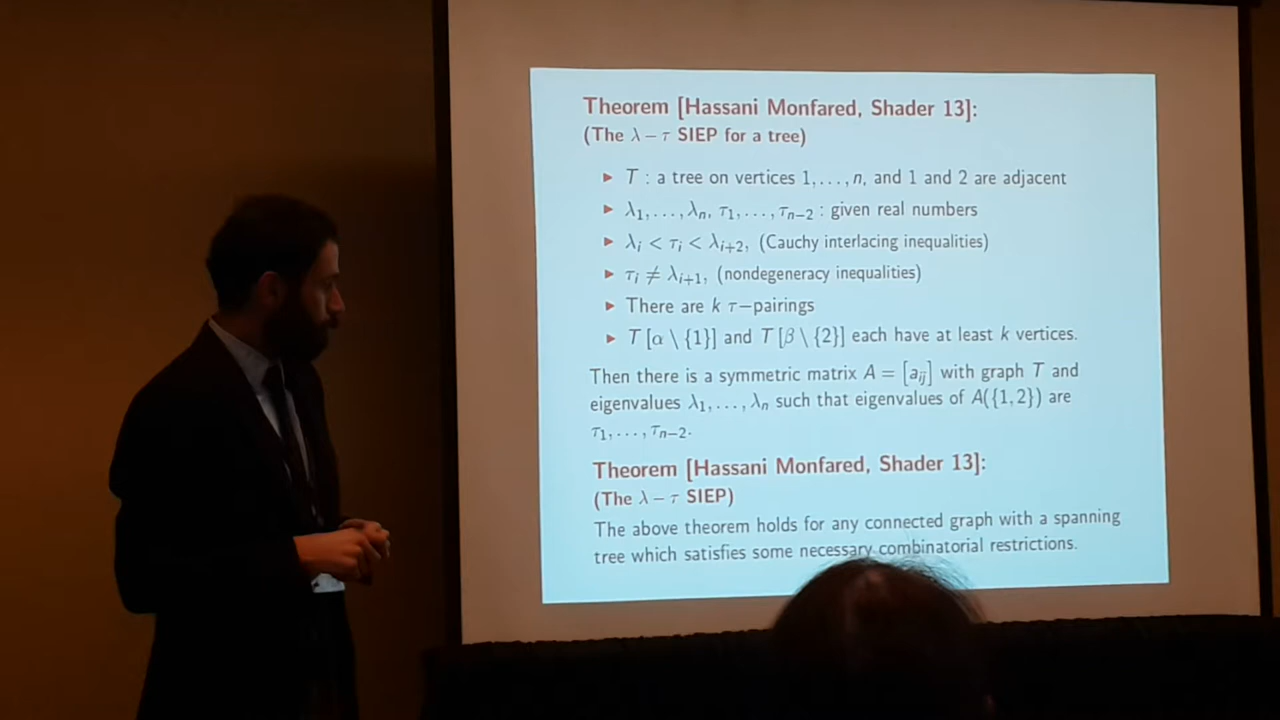 Theorem [Hassani Monfared, Shader 13]:
(The λ − τ SIEP for a tree)
▶ T : a tree on vertices 1, . . . , n, and 1 and 2 are adjacent
▶ λ₁, . . . , λₙ, τ₁, . . . , τₙ₋₂ : given real numbers
▶ λᵢ < τᵢ < λᵢ₊₂, (Cauchy interlacing inequalities)
▶ τᵢ ≠ λᵢ₊₁, (nondegeneracy inequalities)
▶ There are k τ−pairings
▶ T[α \ {1}] and T[β \ {2}] each have at least k vertices.
Then there is a symmetric matrix A = [aᵢⱼ] with graph T and
eigenvalues λ₁, . . . , λₙ such that eigenvalues of A({1, 2}) are
τ₁, . . . , τₙ₋₂.
Theorem [Hassani Monfared, Shader 13]:
(The λ − τ SIEP)
The above theorem holds for any connected graph with a spanning
tree which satisfies some necessary combinatorial restrictions.